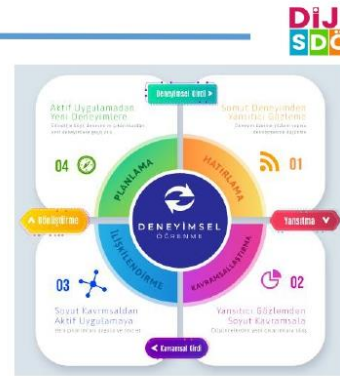 DİJ
SDÖ
Deneyimsel Girdi >
Aktif Uygulamadan
Yeni Deneyimlere
Somut Deneyimden
Yansıtıcı Gözleme
04
PLANLAMA
HATIRLAMA
01
DENEYİMSEL
ÖĞRENME
Dönüştürme
Yansıtma
03
İLİŞKİLENDİRME
KAVRAMSALLAŞTIRMA
02
Soyut Kavramsaldan
Aktif Uygulamaya
Yansıtıcı Gözlemden
Soyut Kavramsala
< Kavramsal Girdi